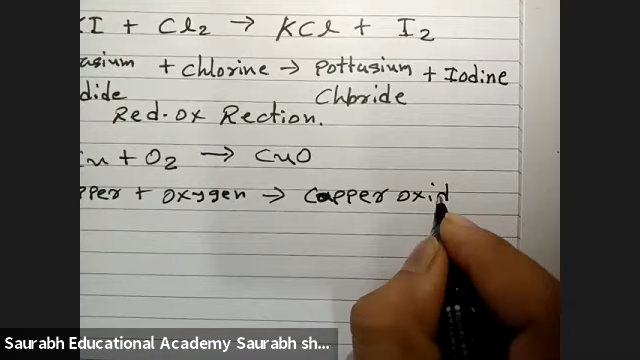 KI + Cl2 → KCl + I2
asium + chlorine → Pottasium + Iodine
dide Chloride
Red-ox Rection.
Cu + O2 → CuO
pper + oxygen → Copper oxid
Saurabh Educational Academy Saurabh sh...